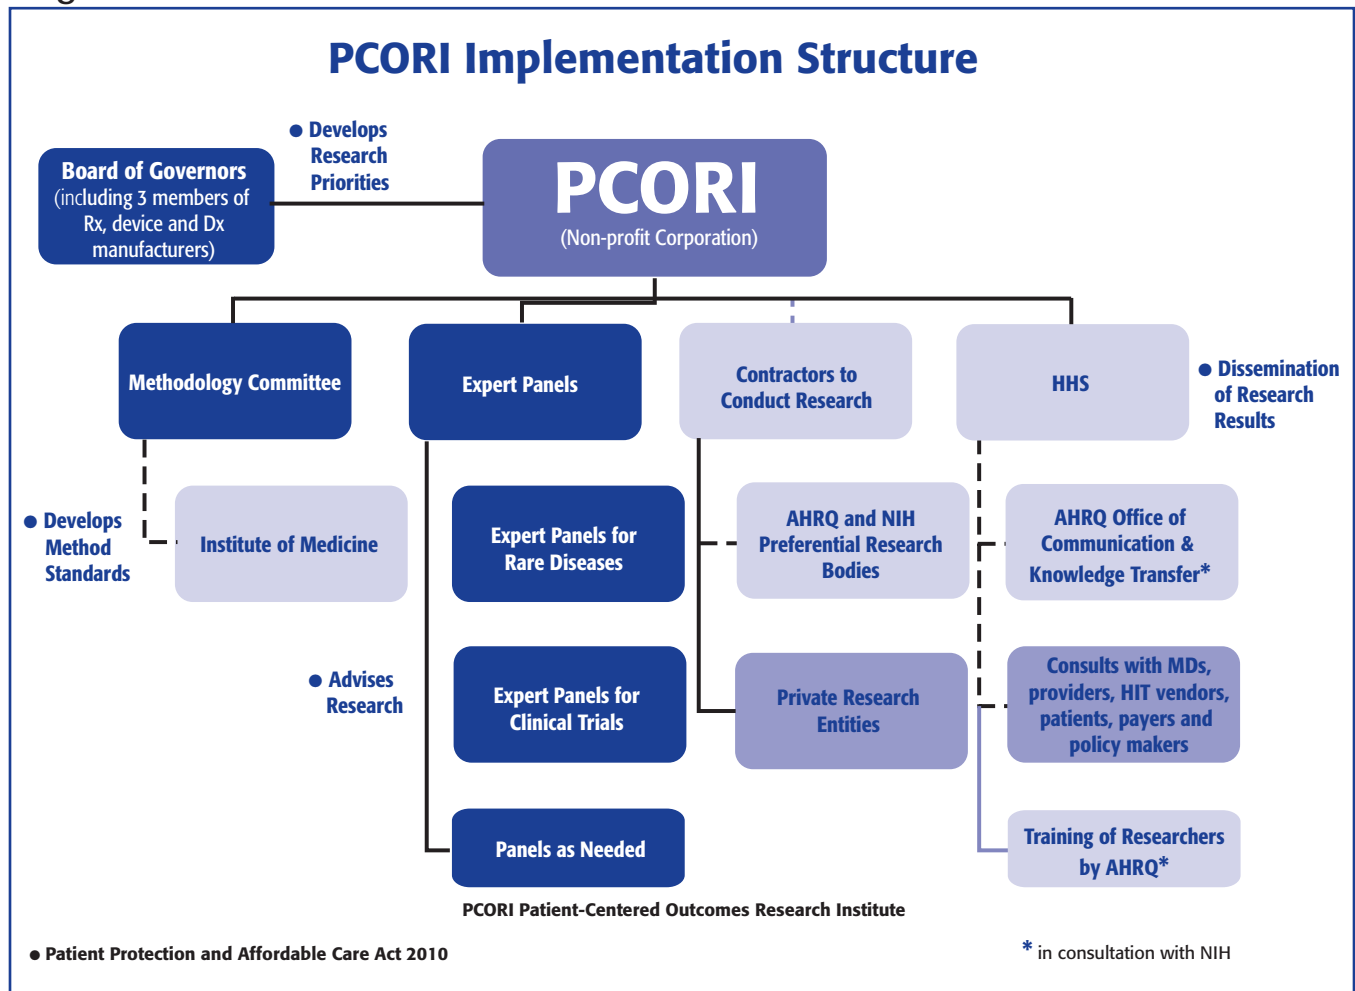 PCORI Implementation Structure
● Develops
Research
Priorities
Board of Governors
(including 3 members of
Rx, device and Dx
manufacturers)
PCORI
(Non-profit Corporation)
Methodology Committee
Expert Panels
Contractors to
Conduct Research
HHS
● Dissemination
of Research
Results
● Develops
Method
Standards
Institute of Medicine
Expert Panels for
Rare Diseases
AHRQ and NIH
Preferential Research
Bodies
AHRQ Office of
Communication &
Knowledge Transfer*
● Advises
Research
Expert Panels for
Clinical Trials
Private Research
Entities
Consults with MDs,
providers, HIT vendors,
patients, payers and
policy makers
Panels as Needed
Training of Researchers
by AHRQ*
PCORI Patient-Centered Outcomes Research Institute
● Patient Protection and Affordable Care Act 2010
* in consultation with NIH